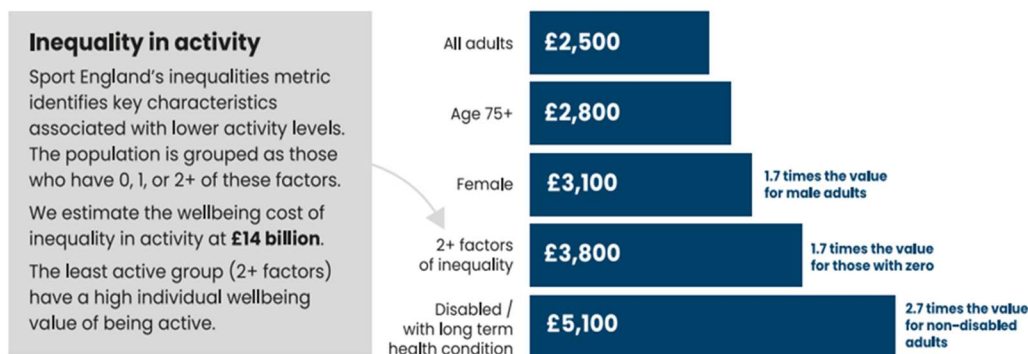 Inequality in activity
Sport England's inequalities metric
identifies key characteristics
associated with lower activity levels.
The population is grouped as those
who have 0, 1, or 2+ of these factors.
We estimate the wellbeing cost of
inequality in activity at £14 billion.
The least active group (2+ factors)
have a high individual wellbeing
value of being active.
All adults
£2,500
Age 75+
£2,800
Female
£3,100
1.7 times the value
for male adults
2+ factors
of inequality
£3,800
1.7 times the value
for those with zero
Disabled /
with long term
health condition
£5,100
2.7 times the value
for non-disabled
adults